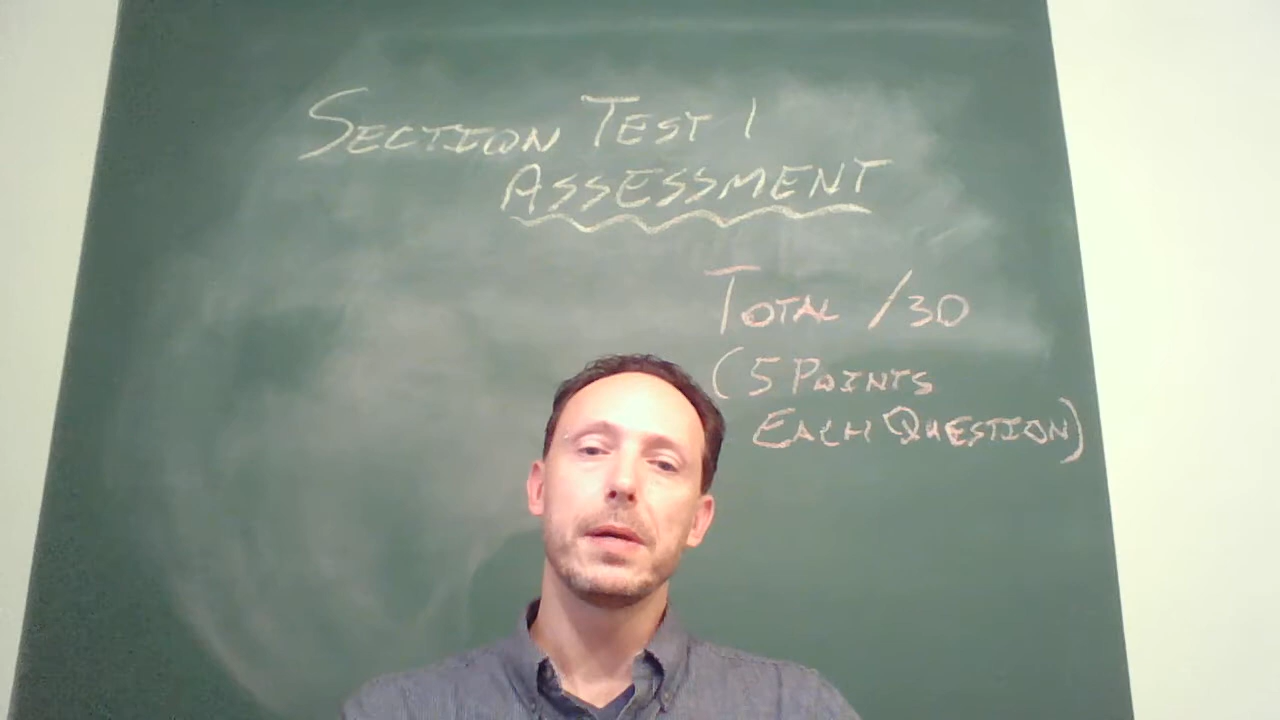 SECTION TEST 1
ASSESSMENT
TOTAL /30
(5 POINTS
EACH QUESTION)